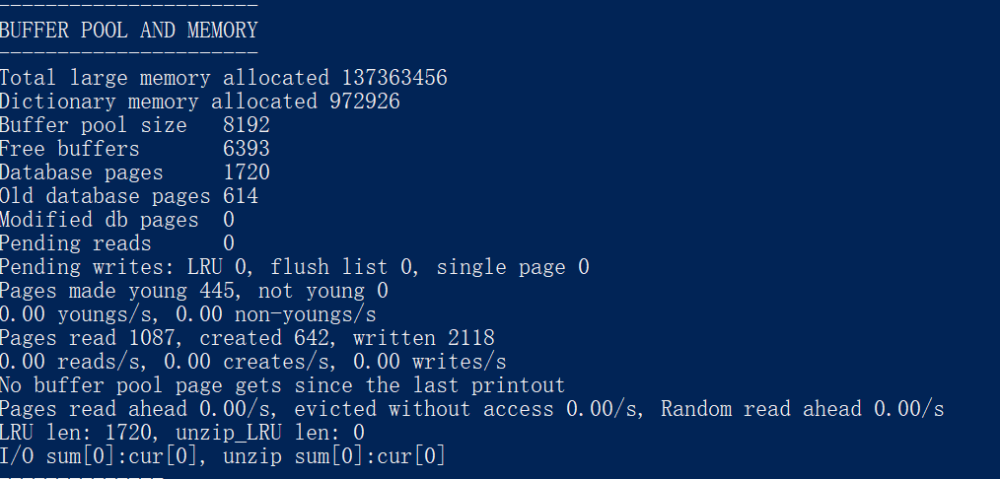 ----------------------
BUFFER POOL AND MEMORY
----------------------
Total large memory allocated 137363456
Dictionary memory allocated 972926
Buffer pool size   8192
Free buffers       6393
Database pages     1720
Old database pages 614
Modified db pages  0
Pending reads      0
Pending writes: LRU 0, flush list 0, single page 0
Pages made young 445, not young 0
0.00 youngs/s, 0.00 non-youngs/s
Pages read 1087, created 642, written 2118
0.00 reads/s, 0.00 creates/s, 0.00 writes/s
No buffer pool page gets since the last printout
Pages read ahead 0.00/s, evicted without access 0.00/s, Random read ahead 0.00/s
LRU len: 1720, unzip_LRU len: 0
I/O sum[0]:cur[0], unzip sum[0]:cur[0]
--------------